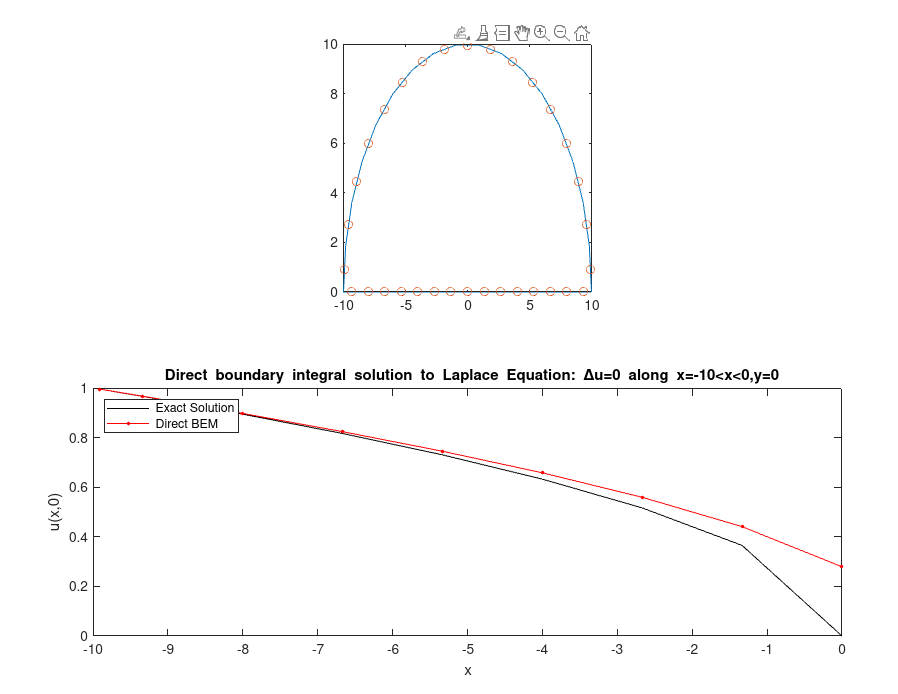 10
8
6
4
2
0
-10 -5 0 5 10
Direct boundary integral solution to Laplace Equation: Δu=0 along x=-10<x<0,y=0
1
0.8
0.6
0.4
0.2
0
u(x,0)
Exact Solution
Direct BEM
-10 -9 -8 -7 -6 -5 -4 -3 -2 -1 0
x